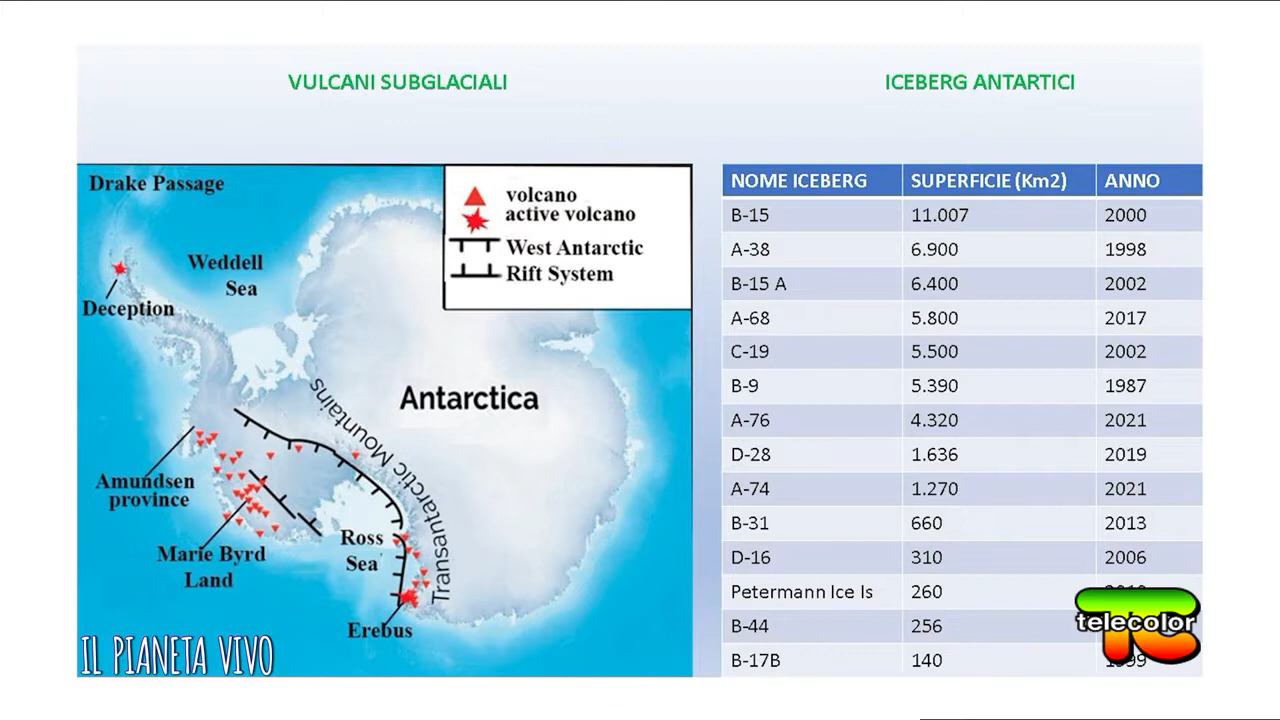 VULCANI SUBGLACIALI
ICEBERG ANTARTICI
Drake Passage
volcano
active volcano
West Antarctic
Rift System
Weddell
Sea
Deception
Antarctica
Transantarctic Mountains
Amundsen
province
Marie Byrd
Land
Ross
Sea
Erebus
IL PIANETA VIVO
NOME ICEBERG SUPERFICIE (Km2) ANNO
B-15 11.007 2000
A-38 6.900 1998
B-15 A 6.400 2002
A-68 5.800 2017
C-19 5.500 2002
B-9 5.390 1987
A-76 4.320 2021
D-28 1.636 2019
A-74 1.270 2021
B-31 660 2013
D-16 310 2006
Petermann Ice Is 260
B-44 256
B-17B 140
telecolor